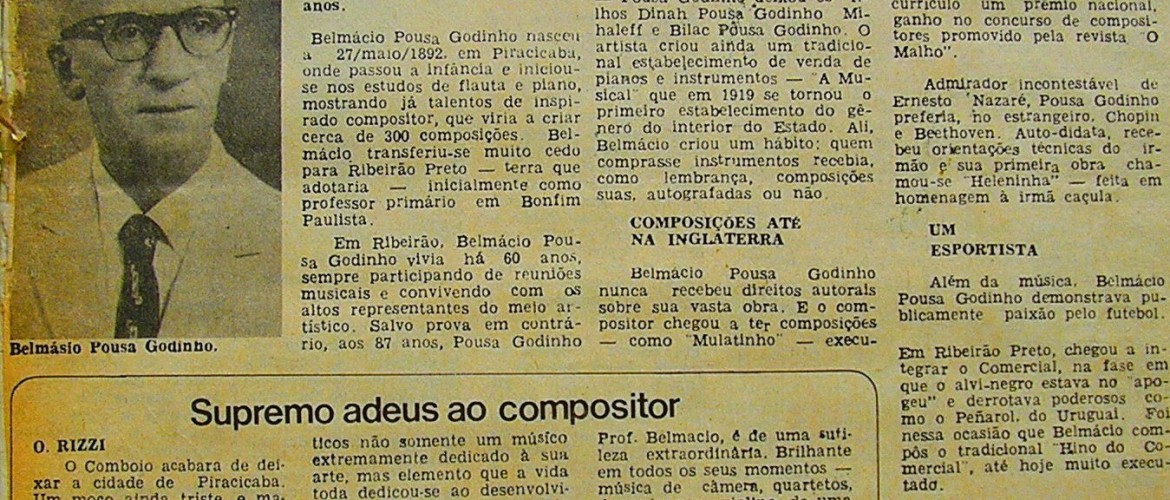 Belmásio Pousa Godinho.
anos.
Belmácio Pousa Godinho nasceu
a 27/maio/1892, em Piracicaba,
onde passou a infância e iniciou-
se nos estudos de flauta e piano,
mostrando já talentos de inspi-
rado compositor, que viria a criar
cerca de 300 composições. Bel-
mácio transferiu-se muito cedo
para Ribeirão Preto — terra que
adotaria — inicialmente como
professor primário em Bonfim
Paulista.
Em Ribeirão, Belmácio Pou-
sa Godinho vivia há 60 anos,
sempre participando de reuniões
musicais e convivendo com os
altos representantes do meio ar-
tístico. Salvo prova em contrá-
rio, aos 87 anos, Pousa Godinho
lhos Dinah Pousa Godinho Mi-
haleff e Bilac Pousa Godinho. O
artista criou ainda um tradicio-
nal estabelecimento de venda de
pianos e instrumentos — "A Mu-
sical" que em 1919 se tornou o
primeiro estabelecimento do gê-
nero do interior do Estado. Ali,
Belmácio criou um hábito: quem
comprasse instrumentos recebia,
como lembrança, composições
suas, autografadas ou não.
COMPOSIÇÕES ATÉ
NA INGLATERRA
Belmácio Pousa Godinho
nunca recebeu direitos autorais
sobre sua vasta obra. E o com-
positor chegou a ter composições
— como "Mulatinho" — execu-
currículo um prêmio nacional,
ganho no concurso de composi-
tores promovido pela revista "O
Malho".
Admirador incontestável de
Ernesto Nazaré, Pousa Godinho
preferia, no estrangeiro, Chopin
e Beethoven. Auto-didata, rece-
beu orientações técnicas do ir-
mão e sua primeira obra cha-
mou-se "Heleninha" — feita em
homenagem à irmã caçula.
UM
ESPORTISTA
Além da música, Belmácio
Pousa Godinho demonstrava pu-
blicamente paixão pelo futebol.
Em Ribeirão Preto, chegou a in-
tegrar o Comercial, na fase em
que o alvi-negro estava no "apo-
geu" e derrotava poderosos co-
mo o Peñarol, do Uruguai. Foi
nessa ocasião que Belmácio com-
pôs o tradicional "Hino do Co-
mercial", até hoje muito execu-
tado.
Supremo adeus ao compositor
O. RIZZI
O Comboio acabara de dei-
xar a cidade de Piracicaba.
Um moço ainda triste e ma-
ticos não somente um músico
extremamente dedicado à sua
arte, mas elemento que a vida
toda dedicou-se ao desenvolvi-
Prof. Belmacio, é de uma suti-
leza extraordinária. Brilhante
em todos os seus momentos —
música de câmera, quartetos,